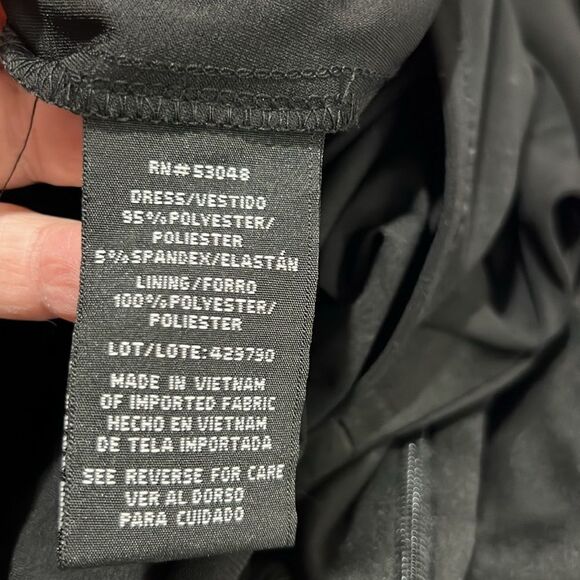 RN#53048
DRESS/VESTIDO
95%POLYESTER/
POLIESTER
5%SPANDEX/ELASTÁN
LINING/FORRO
100%POLYESTER/
POLIESTER
LOT/LOTE:429790
MADE IN VIETNAM
OF IMPORTED FABRIC
HECHO EN VIETNAM
DE TELA IMPORTADA
SEE REVERSE FOR CARE
VER AL DORSO
PARA CUIDADO